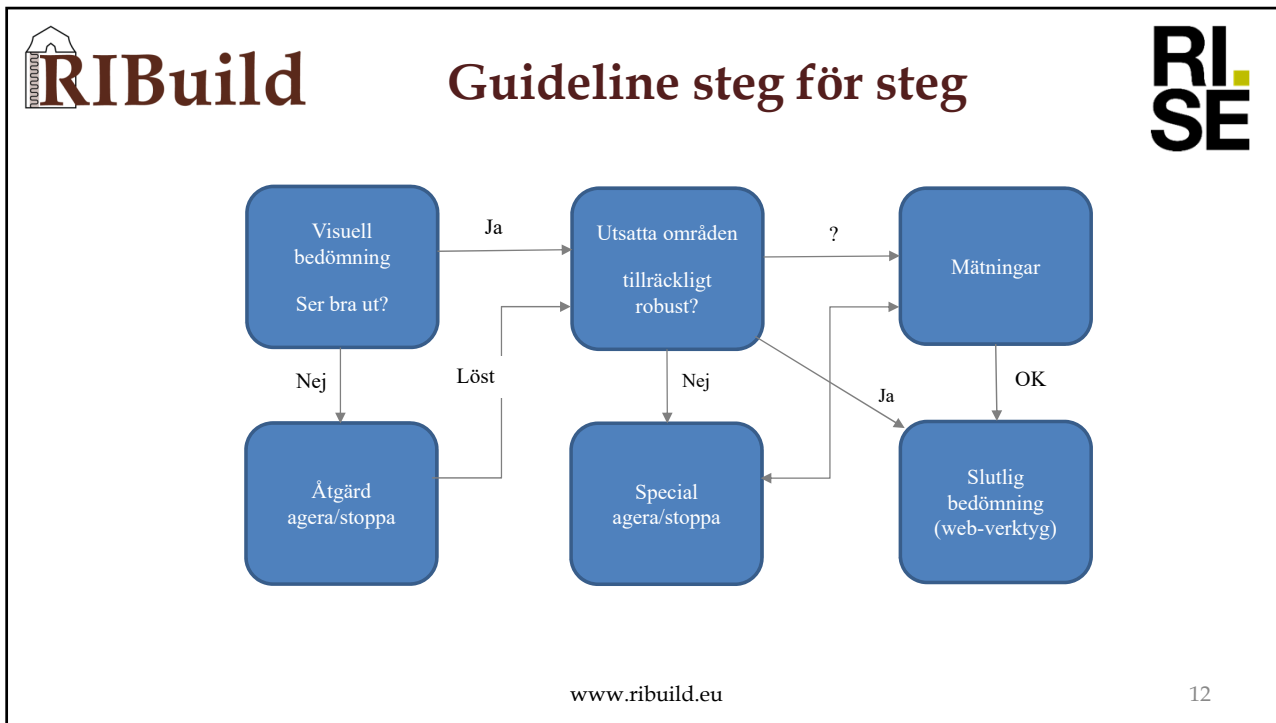 RIBuild
Guideline steg för steg
RI.
SE
Visuell
bedömning
Ser bra ut?
Ja
Utsatta områden
tillräckligt
robust?
?
Mätningar
Nej
Löst
Nej
Ja
OK
Åtgärd
agera/stoppa
Special
agera/stoppa
Slutlig
bedömning
(web-verktyg)
www.ribuild.eu
12